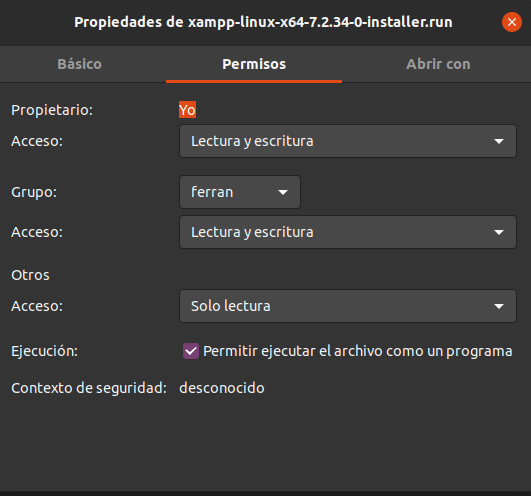 Propiedades de xampp-linux-x64-7.2.34-0-installer.run
Básico Permisos Abrir con
Propietario: Yo
Acceso: Lectura y escritura
Grupo: ferran
Acceso: Lectura y escritura
Otros
Acceso: Solo lectura
Ejecución: Permitir ejecutar el archivo como un programa
Contexto de seguridad: desconocido